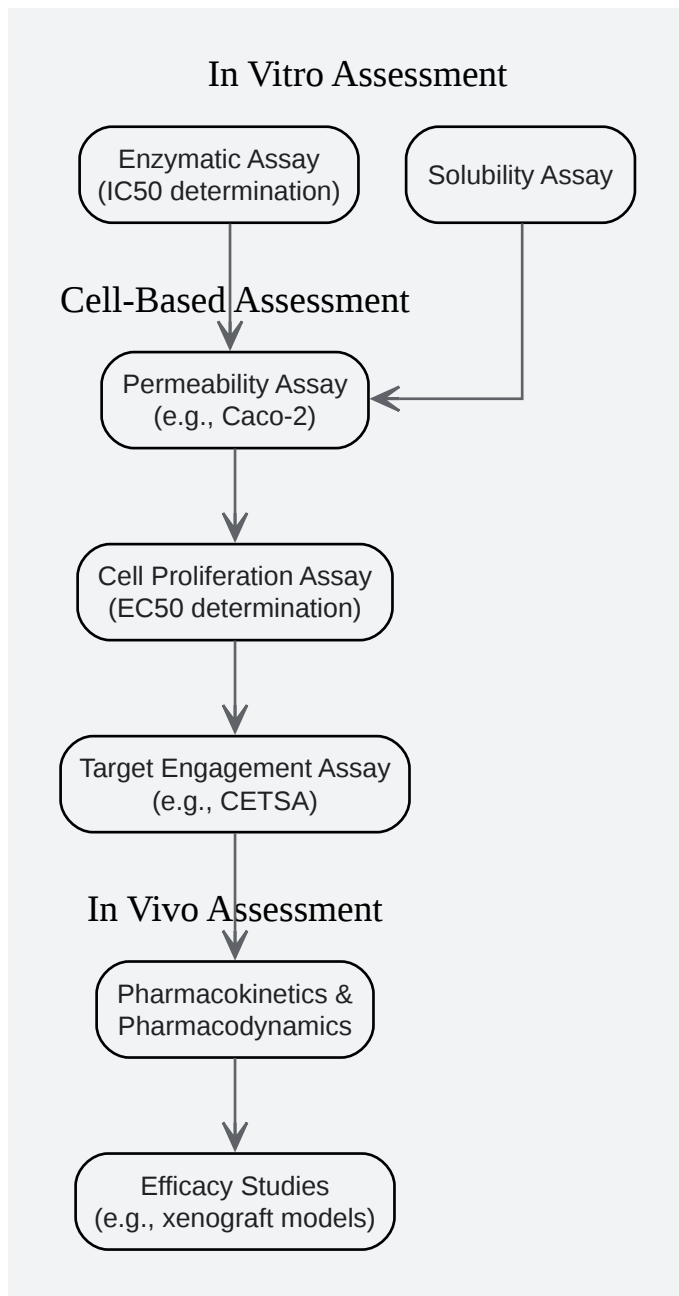 In Vitro Assessment
Enzymatic Assay
(IC50 determination)
Solubility Assay
Cell-Based Assessment
Permeability Assay
(e.g., Caco-2)
Cell Proliferation Assay
(EC50 determination)
Target Engagement Assay
(e.g., CETSA)
In Vivo Assessment
Pharmacokinetics &
Pharmacodynamics
Efficacy Studies
(e.g., xenograft models)